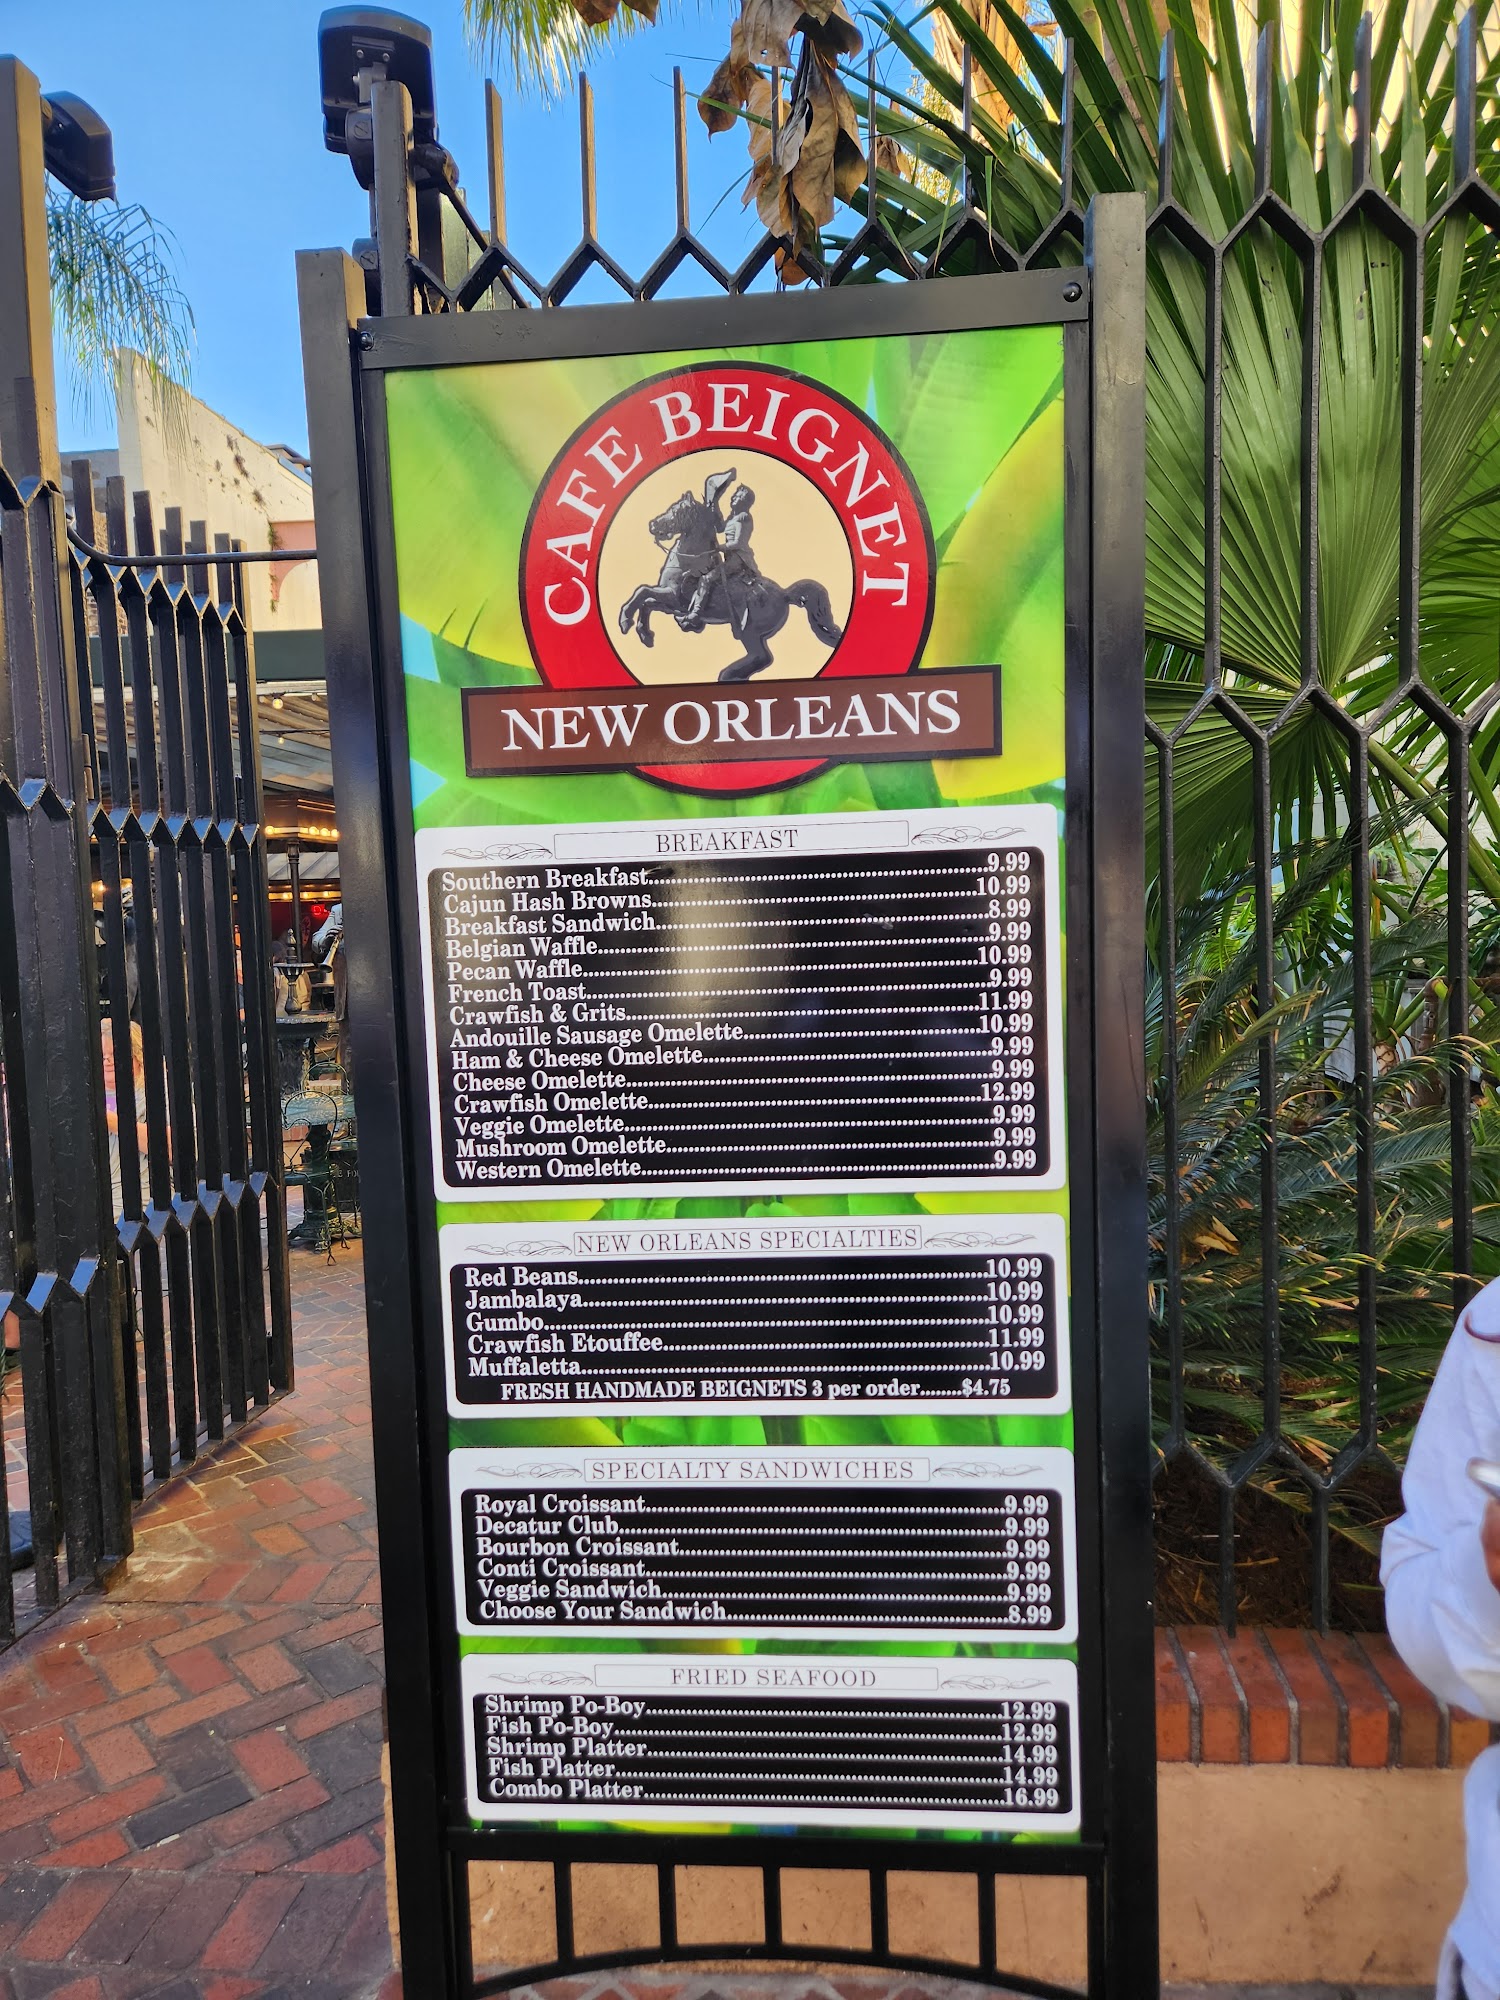 CAFE BEIGNET
NEW ORLEANS
BREAKFAST
Southern Breakfast 9.99
Cajun Hash Browns 10.99
Breakfast Sandwich 8.99
Belgian Waffle 9.99
Pecan Waffle 10.99
French Toast 9.99
Crawfish & Grits 11.99
Andouille Sausage Omelette 10.99
Ham & Cheese Omelette 9.99
Cheese Omelette 9.99
Crawfish Omelette 12.99
Veggie Omelette 9.99
Mushroom Omelette 9.99
Western Omelette 9.99
NEW ORLEANS SPECIALTIES
Red Beans 10.99
Jambalaya 10.99
Gumbo 10.99
Crawfish Etouffee 11.99
Muffaletta 10.99
FRESH HANDMADE BEIGNETS 3 per order........$4.75
SPECIALTY SANDWICHES
Royal Croissant 9.99
Decatur Club 9.99
Bourbon Croissant 9.99
Conti Croissant 9.99
Veggie Sandwich 9.99
Choose Your Sandwich 8.99
FRIED SEAFOOD
Shrimp Po-Boy 12.99
Fish Po-Boy 12.99
Shrimp Platter 14.99
Fish Platter 14.99
Combo Platter 16.99